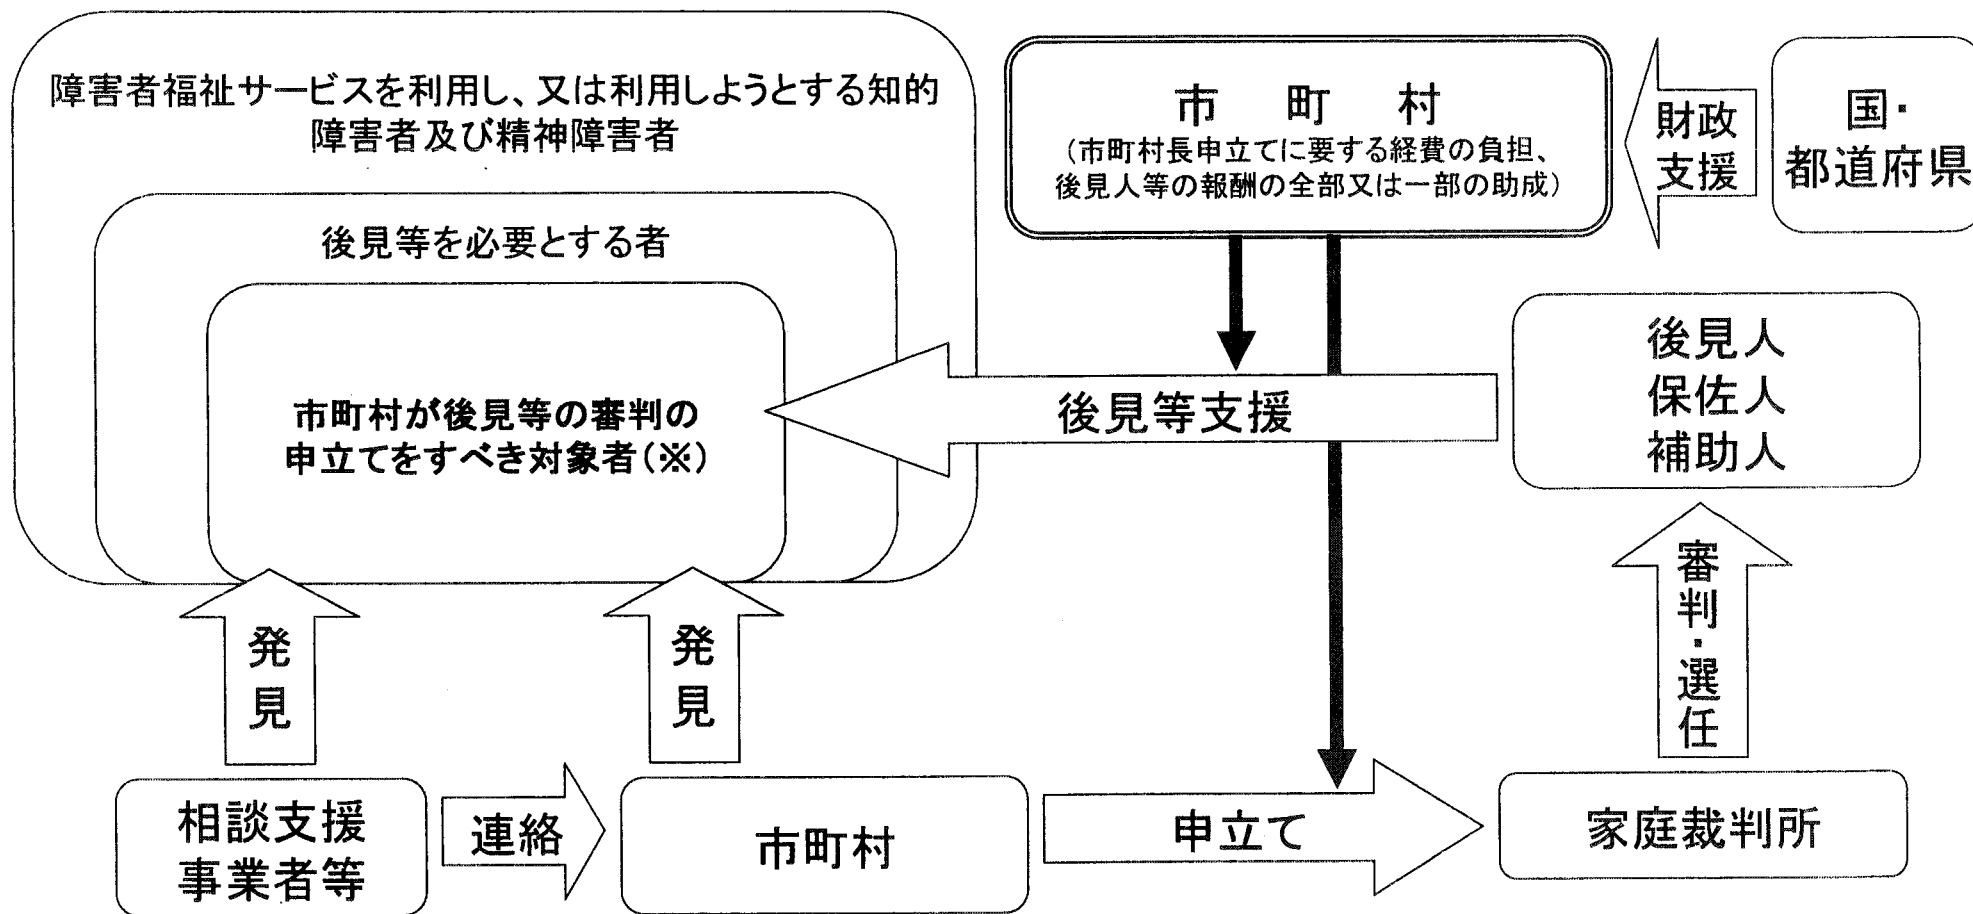 障害者福祉サービスを利用し、又は利用しようとする知的
障害者及び精神障害者
後見等を必要とする者
市町村が後見等の審判の
申立てをすべき対象者(※)
市 町 村
(市町村長申立てに要する経費の負担、
後見人等の報酬の全部又は一部の助成)
財政
支援
国・
都道府県
後見等支援
後見人
保佐人
補助人
審判・選任
発見
発見
相談支援
事業者等
連絡
市町村
申立て
家庭裁判所